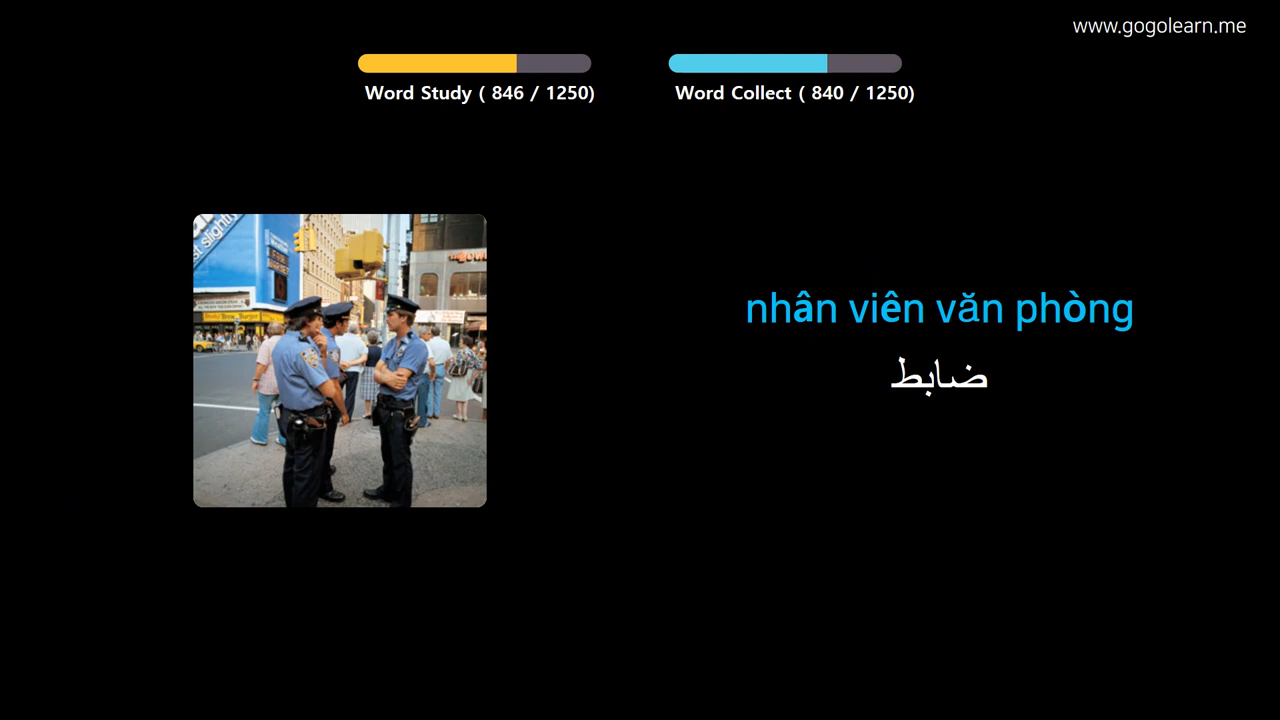 www.gogolearn.me
Word Study ( 846 / 1250)
Word Collect ( 840 / 1250)
nhân viên văn phòng
ضابط